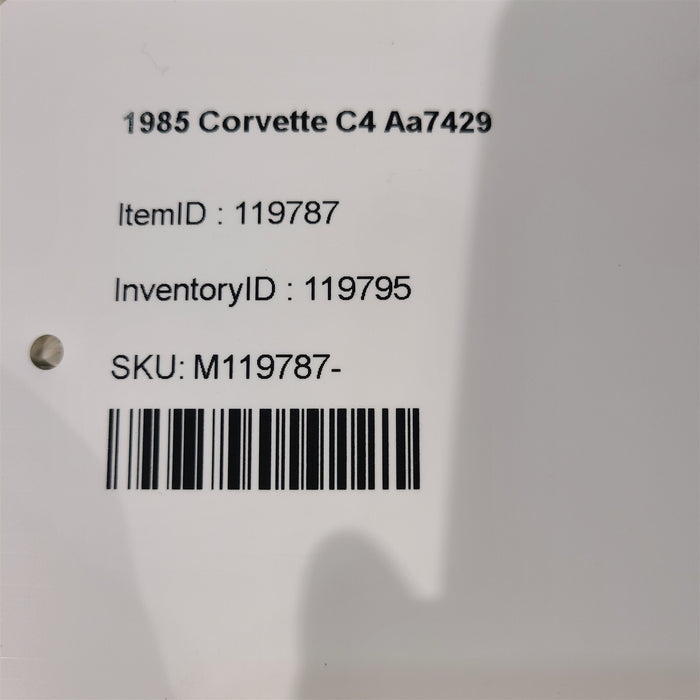 1985 Corvette C4 Aa7429
ItemID : 119787
InventoryID : 119795
SKU: M119787-